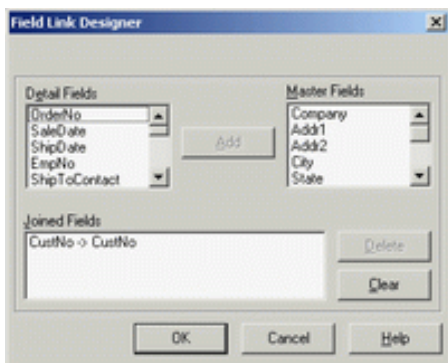 Field Link Designer
Detail Fields
Master Fields
OrderNo
SaleDate
ShipDate
EmpNo
ShipToContact
Add
Company
Addr1
Addr2
City
State
Joined Fields
CustNo -> CustNo
Delete
Clear
OK
Cancel
Help